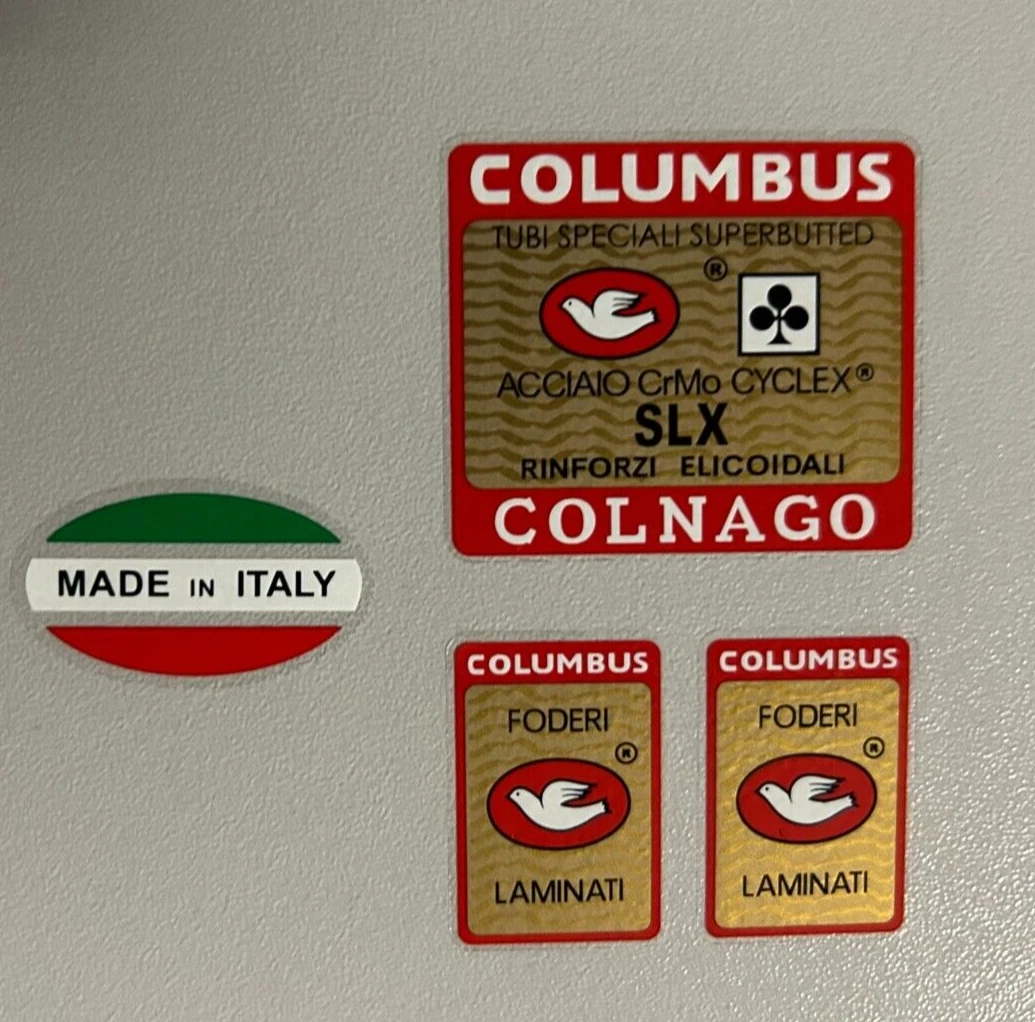 COLUMBUS
TUBI SPECIALI SUPERBUTTED
®
ACCIAIO CrMo CYCLEX®
SLX
RINFORZI ELICOIDALI
COLNAGO
MADE IN ITALY
COLUMBUS
FODERI
®
LAMINATI
COLUMBUS
FODERI
®
LAMINATI